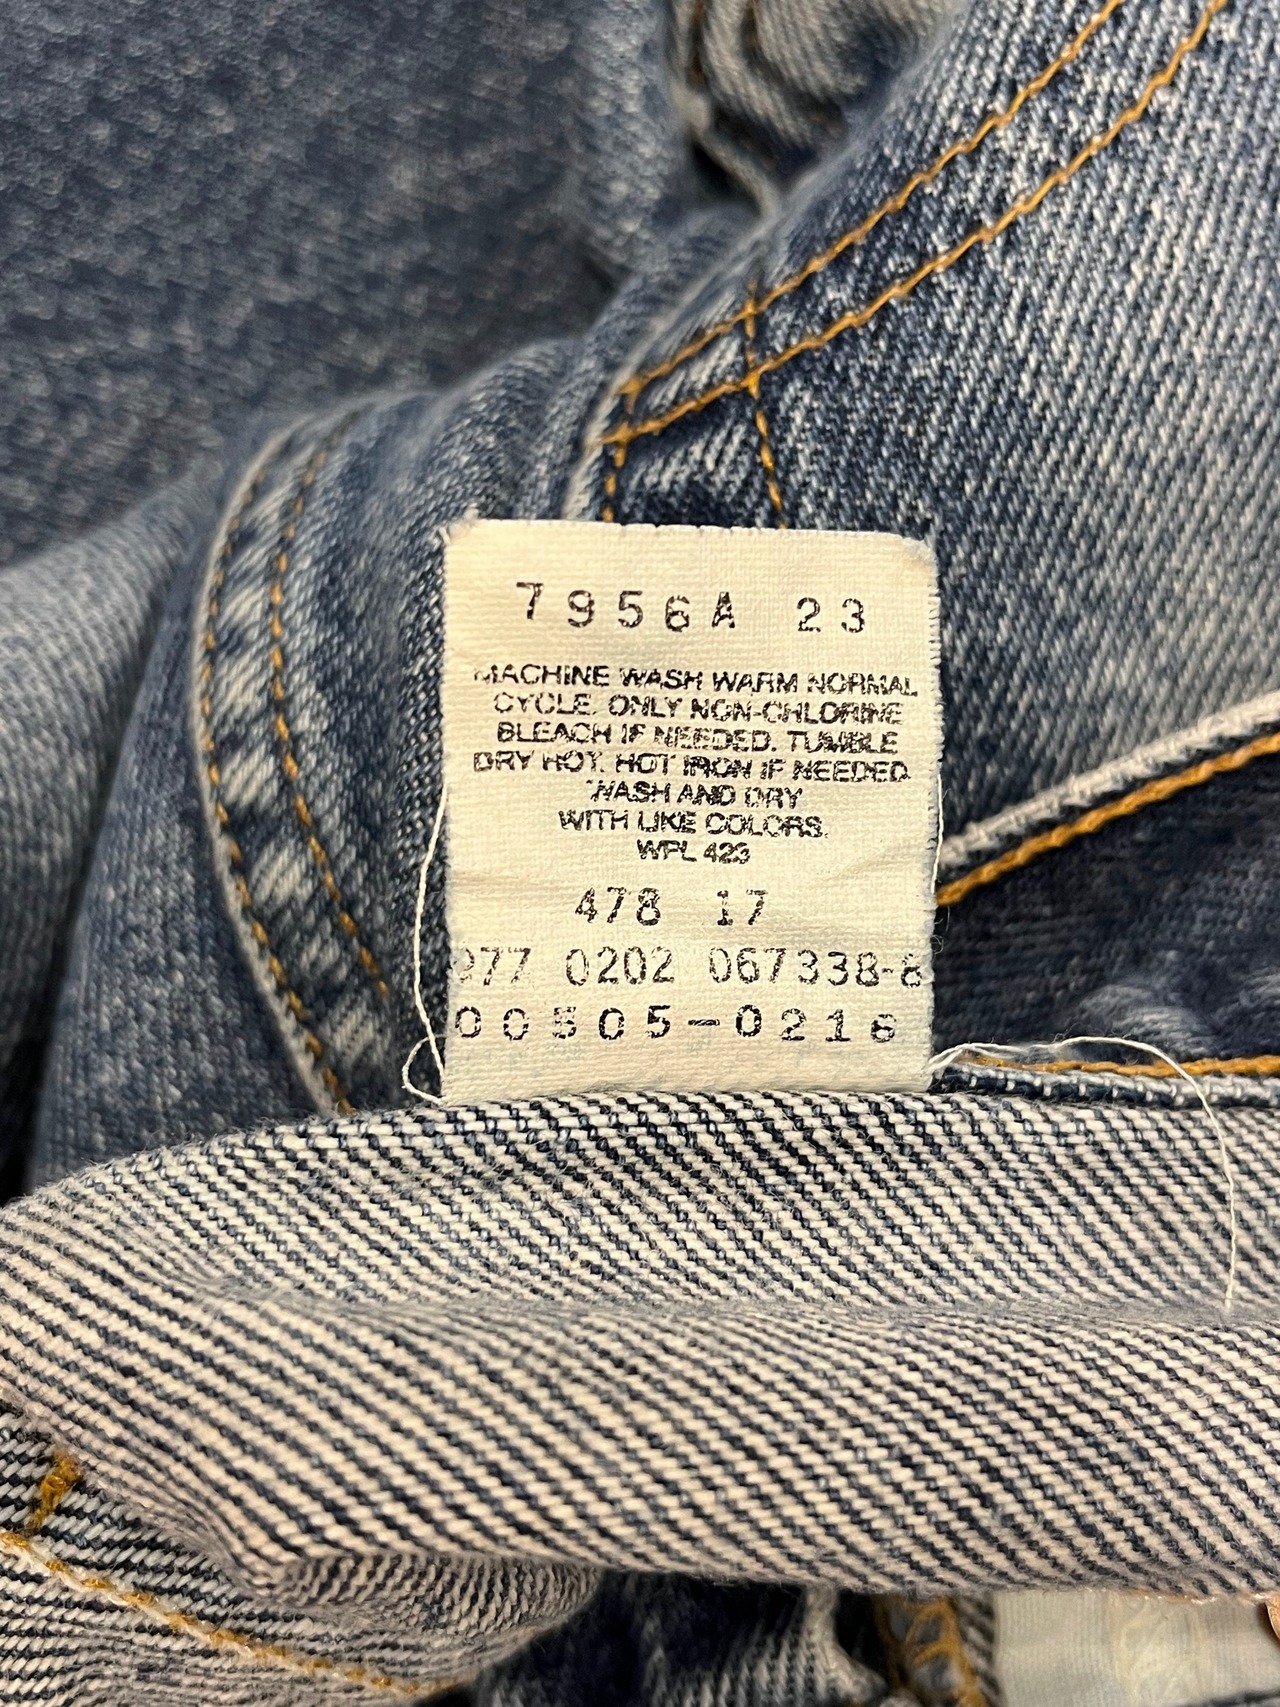 7956A 23
MACHINE WASH WARM NORMAL
CYCLE. ONLY NON-CHLORINE
BLEACH IF NEEDED. TUMBLE
DRY HOT. HOT IRON IF NEEDED.
WASH AND DRY
WITH LIKE COLORS.
WPL 423
478 17
277 0202 067338-8
00505-0216